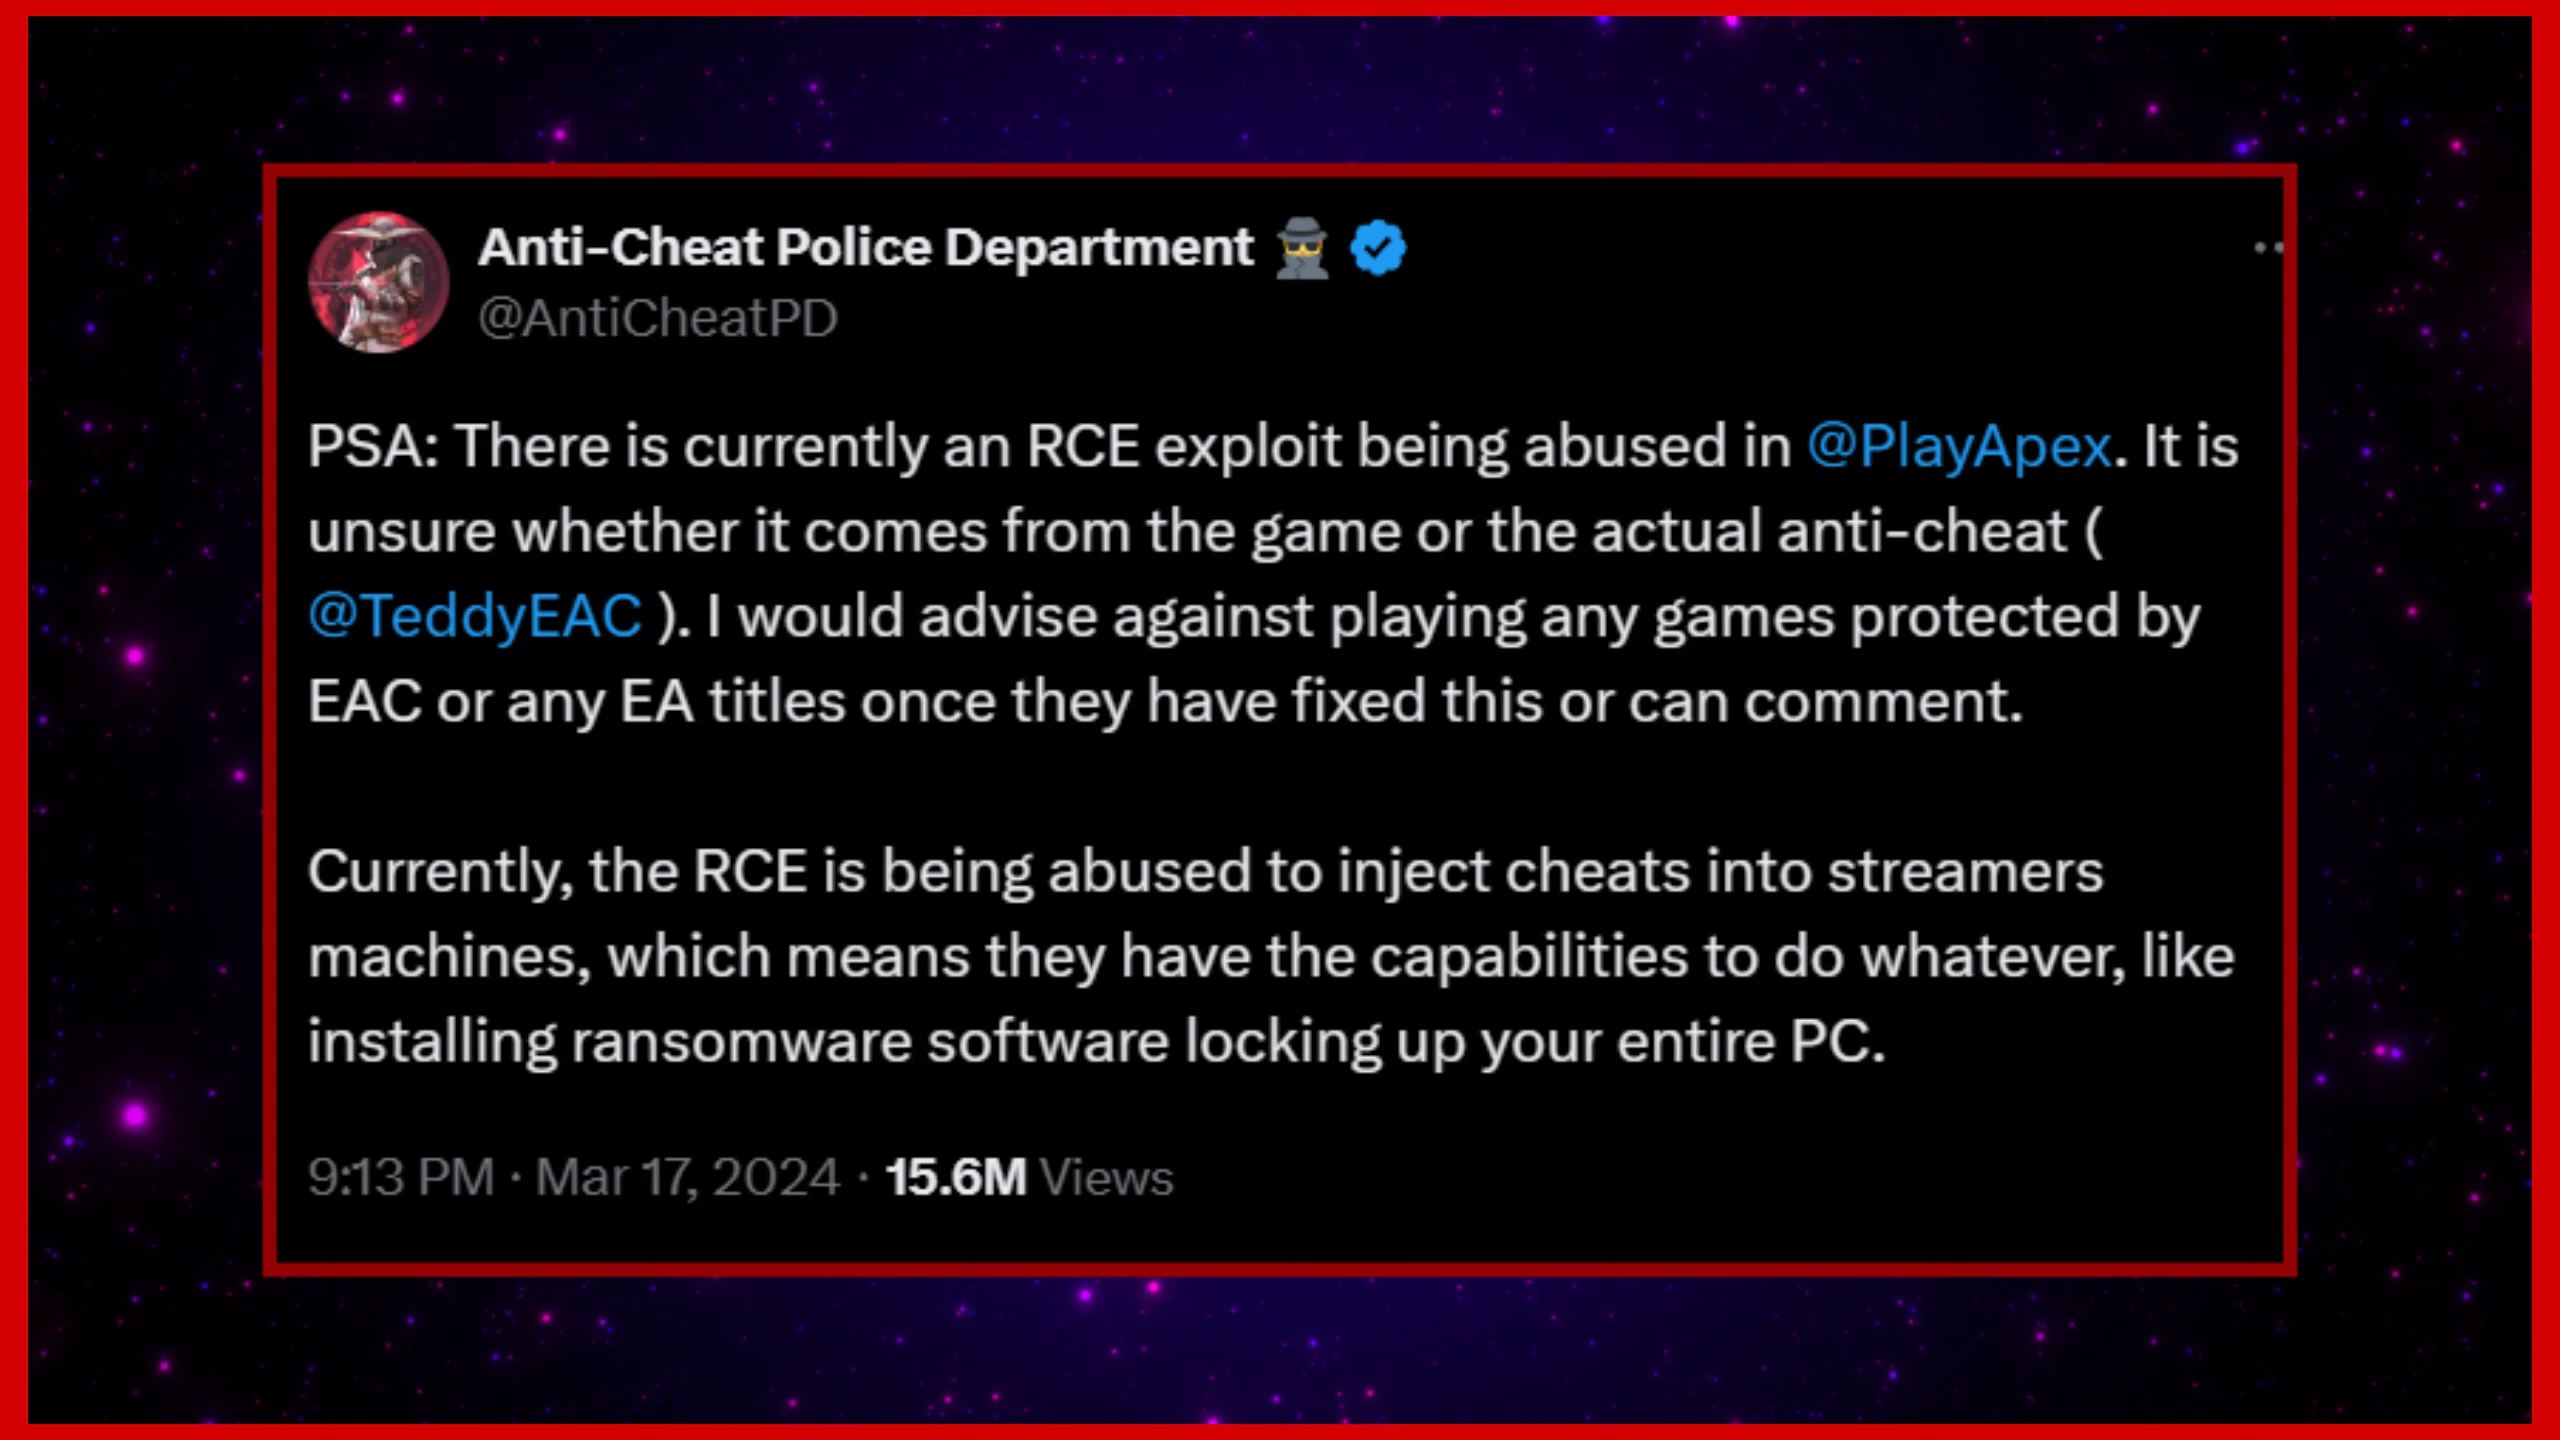 Anti-Cheat Police Department 🕵️
@AntiCheatPD
PSA: There is currently an RCE exploit being abused in @PlayApex. It is
unsure whether it comes from the game or the actual anti-cheat (
@TeddyEAC ). I would advise against playing any games protected by
EAC or any EA titles once they have fixed this or can comment.
Currently, the RCE is being abused to inject cheats into streamers
machines, which means they have the capabilities to do whatever, like
installing ransomware software locking up your entire PC.
9:13 PM · Mar 17, 2024 · 15.6M Views